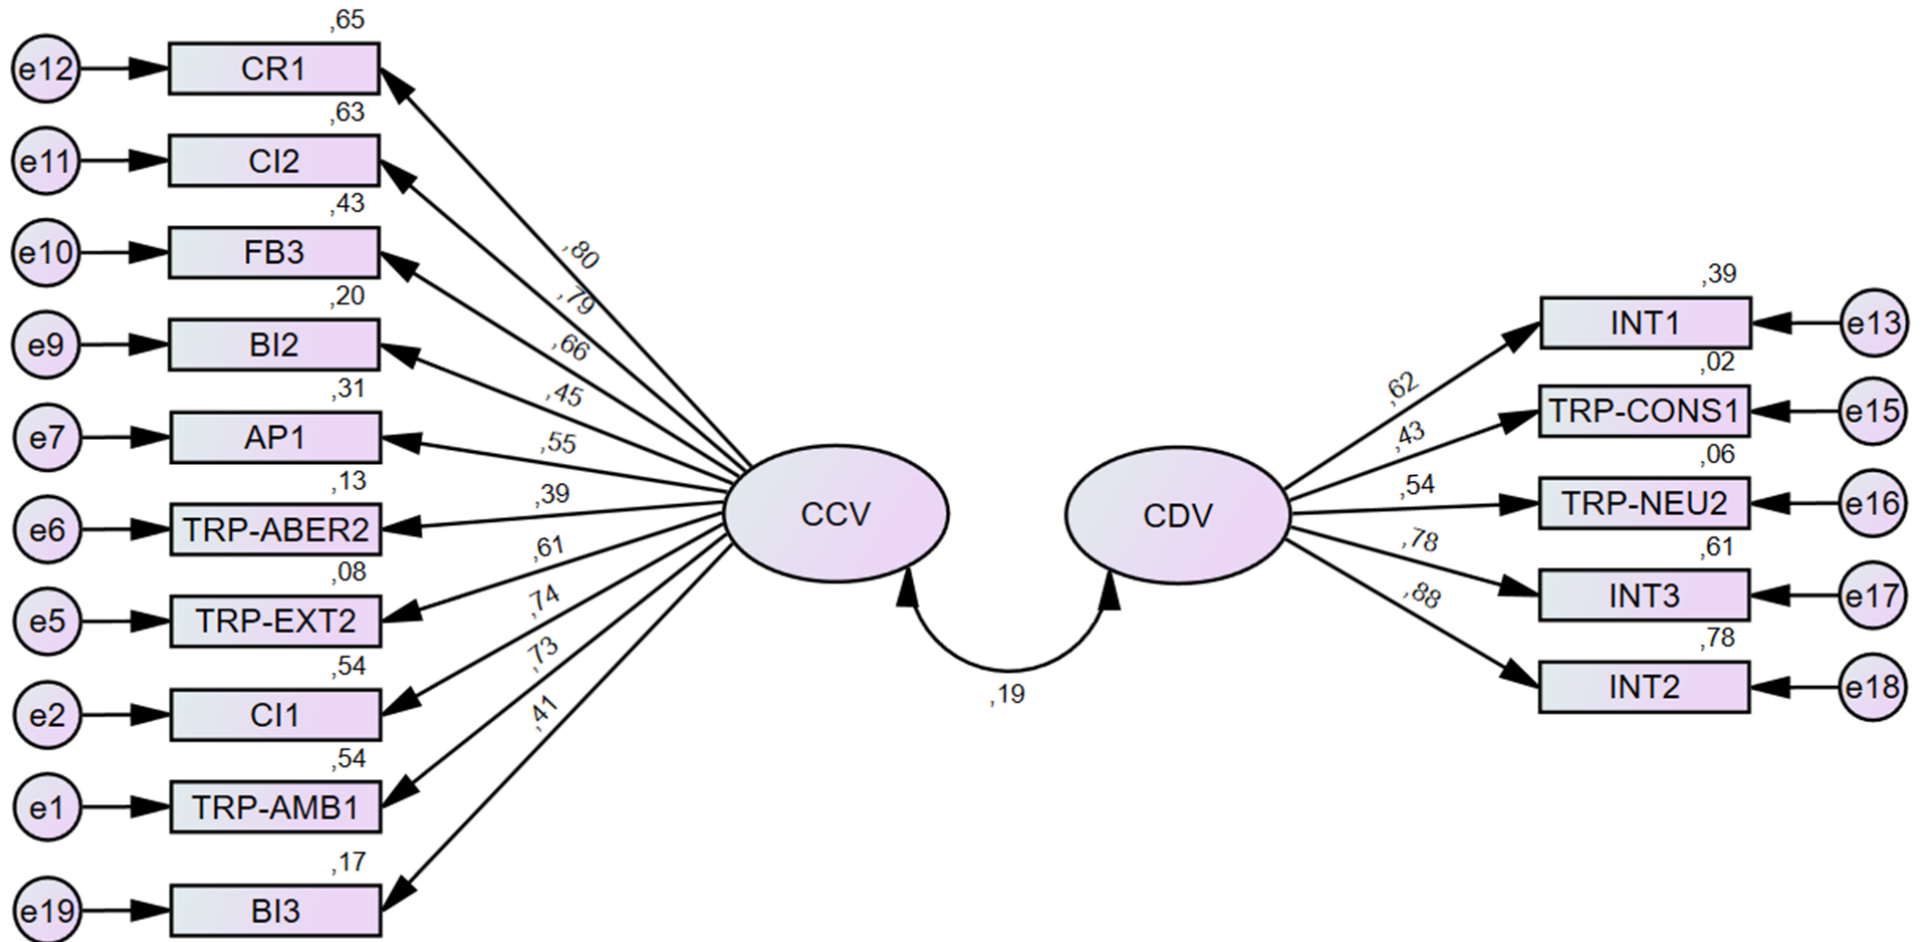 ,65
e12 CR1
,63
e11 CI2
,43
e10 FB3
,20
e9 BI2
,31
e7 AP1
,13
e6 TRP-ABER2
,08
e5 TRP-EXT2
,54
e2 CI1
,54
e1 TRP-AMB1
,17
e19 BI3
,80
,79
,66
,45
,55
,39
,61
,74
,73
,41
CCV
,19
CDV
,62
,43
,54
,78
,88
,39
INT1 e13
,02
TRP-CONS1 e15
,06
TRP-NEU2 e16
,61
INT3 e17
,78
INT2 e18